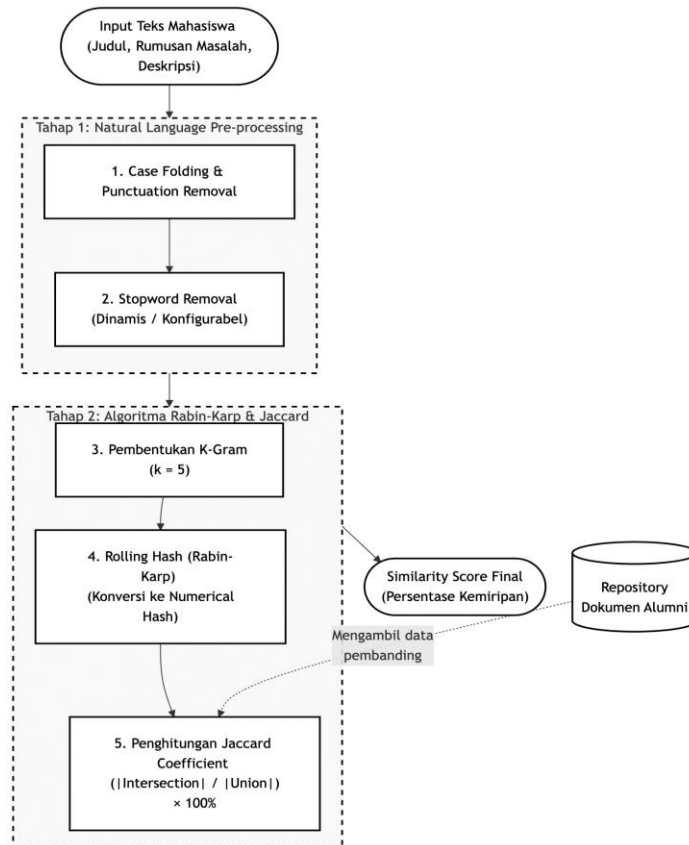 Input Teks Mahasiswa
(Judul, Rumusan Masalah,
Deskripsi)
Tahap 1: Natural Language Pre-processing
1. Case Folding &
Punctuation Removal
2. Stopword Removal
(Dinamis / Konfigurabel)
Tahap 2: Algoritma Rabin-Karp & Jaccard
3. Pembentukan K-Gram
(k = 5)
4. Rolling Hash (Rabin-
Karp)
(Konversi ke Numerical
Hash)
Similarity Score Final
(Persentase Kemiripan)
Repository
Dokumen Alumni
Mengambil data
pembanding
5. Penghitungan Jaccard
Coefficient
(|Intersection| / |Union|)
× 100%